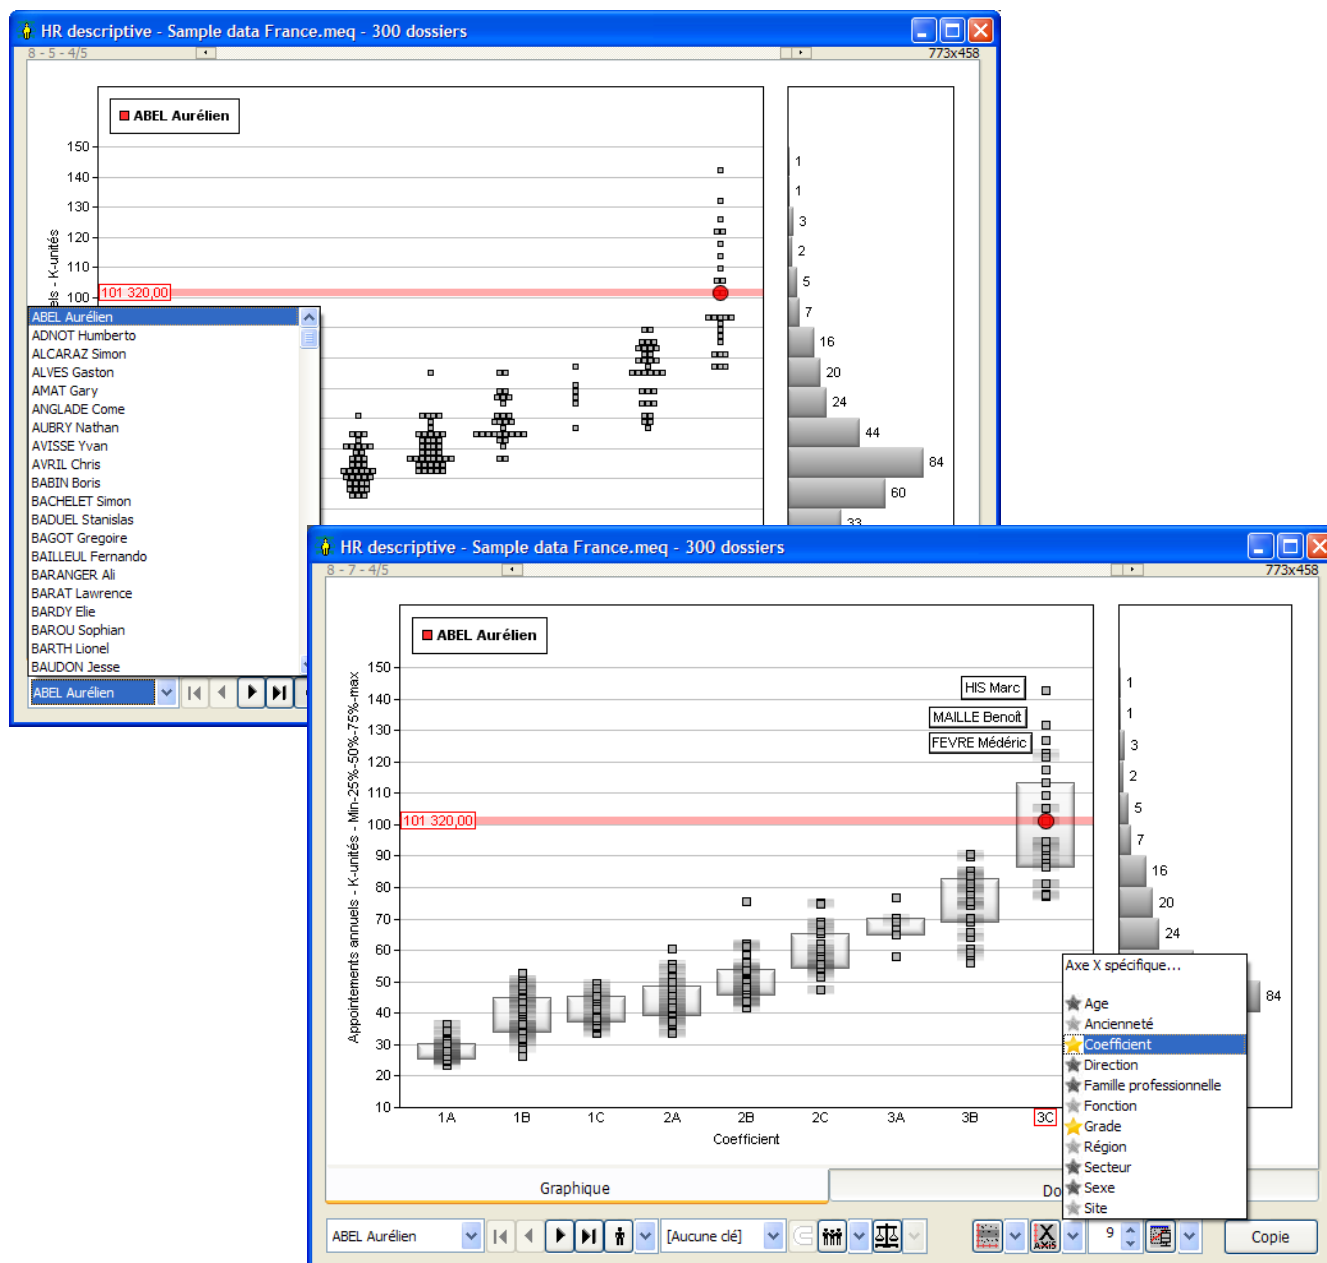 HR descriptive - Sample data France.meq - 300 dossiers
8 - 5 - 4/5
773x458
ABEL Aurélien
150
140
130
120
110
100
els - K-unités
101 320,00
1
1
3
2
5
7
16
20
24
44
84
60
33
ABEL Aurélien
ADNOT Humberto
ALCARAZ Simon
ALVES Gaston
AMAT Gary
ANGLADE Come
AUBRY Nathan
AVISSE Yvan
AVRIL Chris
BABIN Boris
BACHELET Simon
BADUEL Stanislas
BAGOT Gregoire
BAILLEUL Fernando
BARANGER Ali
BARAT Lawrence
BARDY Elie
BAROU Sophian
BARTH Lionel
BAUDON Jesse
ABEL Aurélien
HR descriptive - Sample data France.meq - 300 dossiers
8 - 7 - 4/5
773x458
ABEL Aurélien
Appointements annuels - K-unités - Min-25%-50%-75%-max
150
140
130
120
110
100
90
80
70
60
50
40
30
20
10
101 320,00
HIS Marc
MAILLE Benoît
FEVRE Médéric
1A
1B
1C
2A
2B
2C
3A
3B
3C
Coefficient
1
1
3
2
5
7
16
20
24
84
Axe X spécifique...
Age
Ancienneté
Coefficient
Direction
Famille professionnelle
Fonction
Grade
Région
Secteur
Sexe
Site
Graphique
Do
ABEL Aurélien
[Aucune clé]
X
AXIS
9
Copie